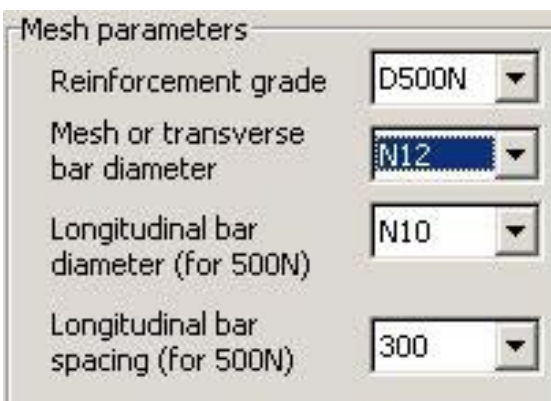 Mesh parameters
Reinforcement grade D500N
Mesh or transverse
bar diameter N12
Longitudinal bar
diameter (for 500N) N10
Longitudinal bar
spacing (for 500N) 300